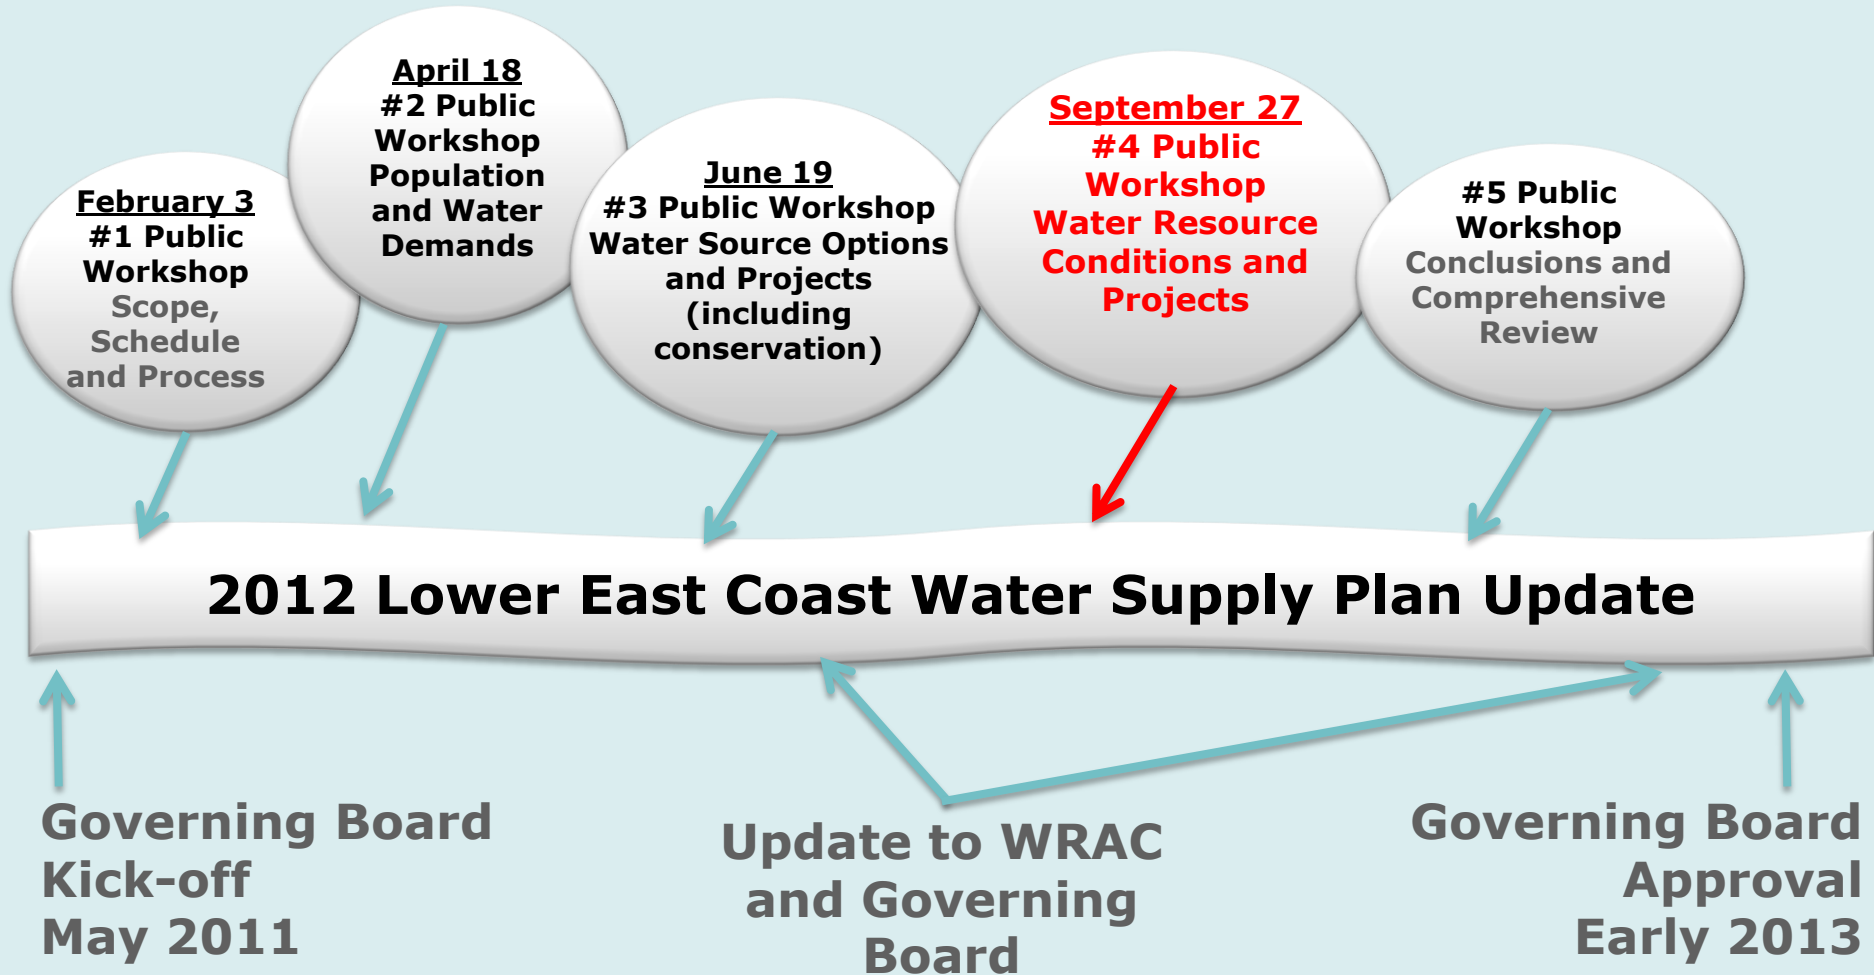 February 3
#1 Public
Workshop
Scope,
Schedule
and Process
April 18
#2 Public
Workshop
Population
and Water
Demands
June 19
#3 Public Workshop
Water Source Options
and Projects
(including
conservation)
September 27
#4 Public
Workshop
Water Resource
Conditions and
Projects
#5 Public
Workshop
Conclusions and
Comprehensive
Review
2012 Lower East Coast Water Supply Plan Update
Governing Board
Kick-off
May 2011
Update to WRAC
and Governing
Board
Governing Board
Approval
Early 2013